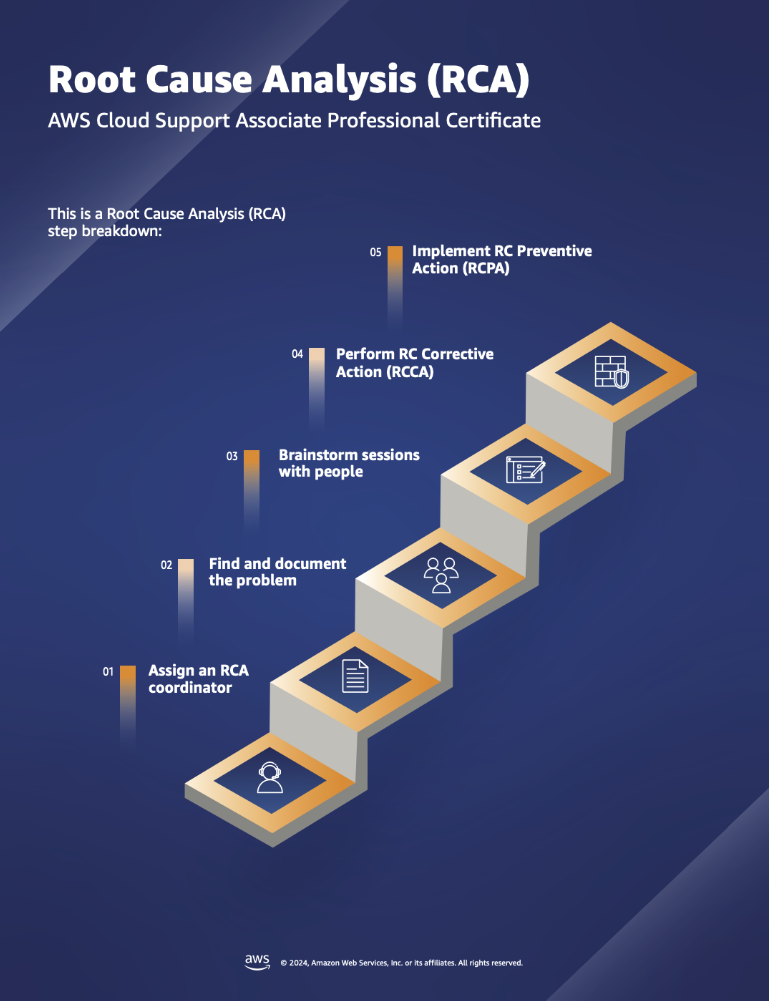 Root Cause Analysis (RCA)
AWS Cloud Support Associate Professional Certificate
This is a Root Cause Analysis (RCA)
step breakdown:
05
Implement RC Preventive
Action (RCPA)
04
Perform RC Corrective
Action (RCCA)
03
Brainstorm sessions
with people
02
Find and document
the problem
01
Assign an RCA
coordinator
aws
© 2024, Amazon Web Services, Inc. or its affiliates. All rights reserved.